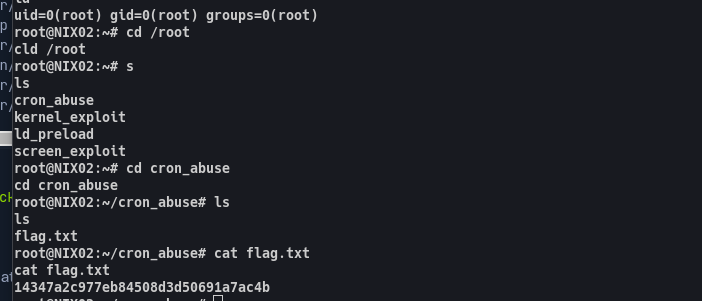 uid=0(root) gid=0(root) groups=0(root)
root@NIX02:~# cd /root
cld /root
root@NIX02:~# s
ls
cron_abuse
kernel_exploit
ld_preload
screen_exploit
root@NIX02:~# cd cron_abuse
cd cron_abuse
root@NIX02:~/cron_abuse# ls
ls
flag.txt
root@NIX02:~/cron_abuse# cat flag.txt
cat flag.txt
14347a2c977eb84508d3d50691a7ac4b